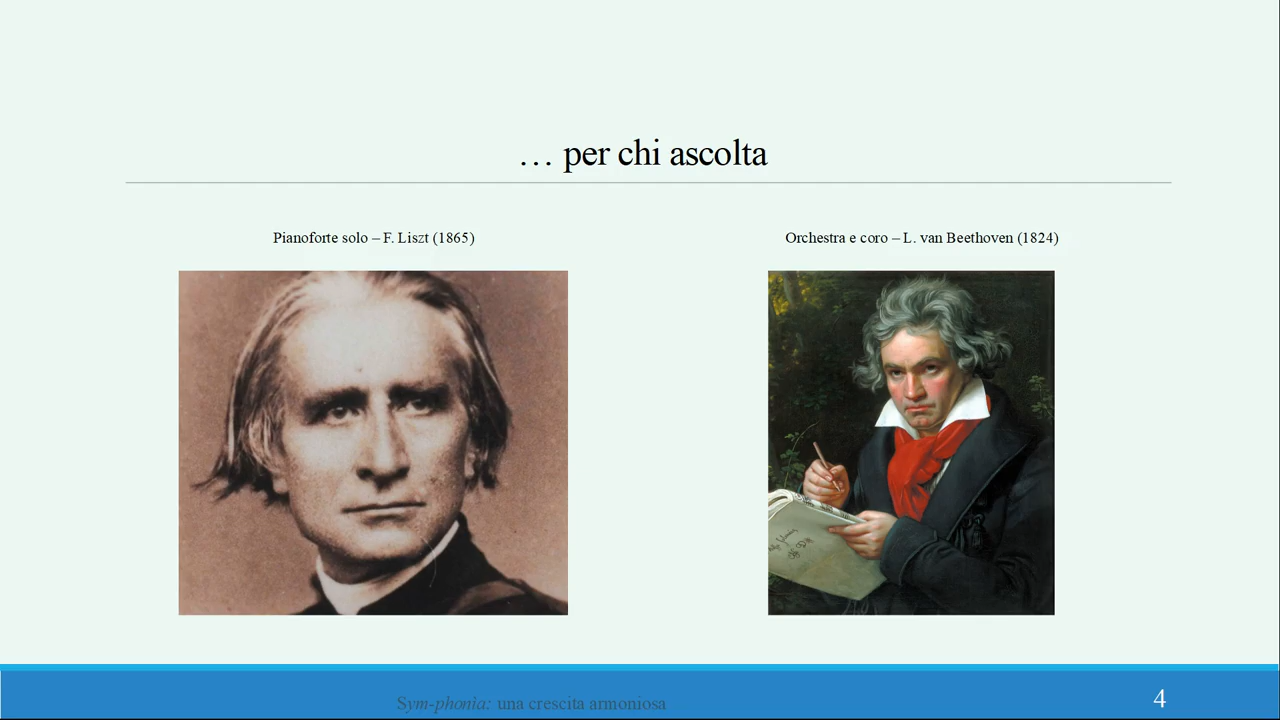 … per chi ascolta
Pianoforte solo – F. Liszt (1865)
Orchestra e coro – L. van Beethoven (1824)
Sym-phonia: una crescita armoniosa
4